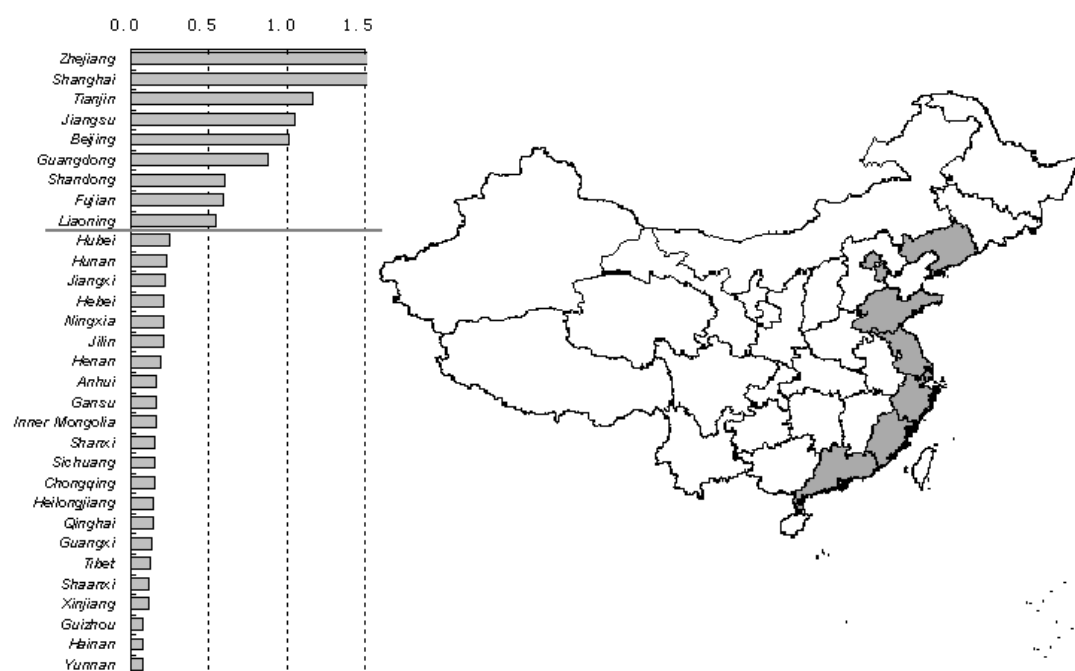 0.0 0.5 1.0 1.5
Zhejiang
Shanghai
Tianjin
Jiangsu
Beijing
Guangdong
Shandong
Fujian
Liaoning
Hubei
Hunan
Jiangxi
Hebei
Ningxia
Jilin
Henan
Anhui
Gansu
Inner Mongolia
Shanxi
Sichuang
Chongqing
Heilongjiang
Qinghai
Guangxi
Tibet
Shaanxi
Xinjiang
Guizhou
Hainan
Yunnan